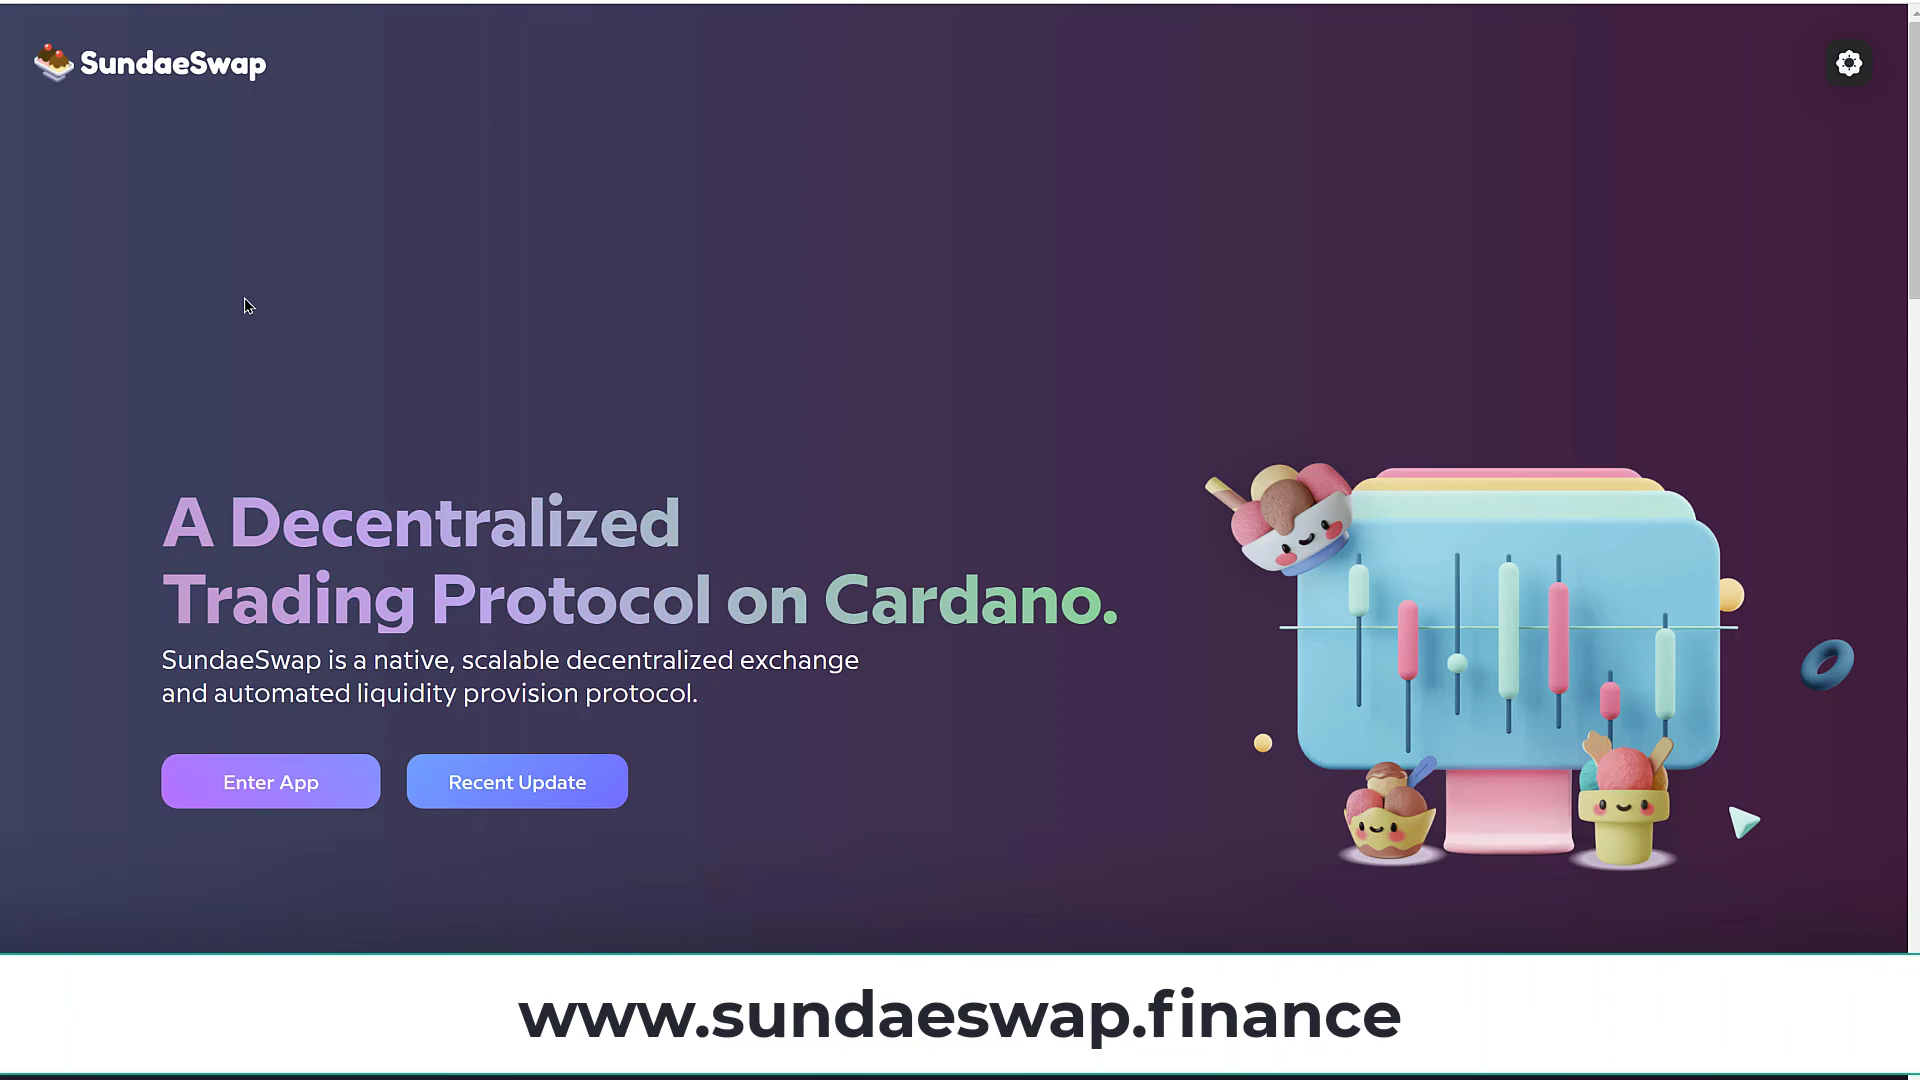 SundaeSwap
A Decentralized
Trading Protocol on Cardano.
SundaeSwap is a native, scalable decentralized exchange
and automated liquidity provision protocol.
Enter App
Recent Update
www.sundaeswap.finance